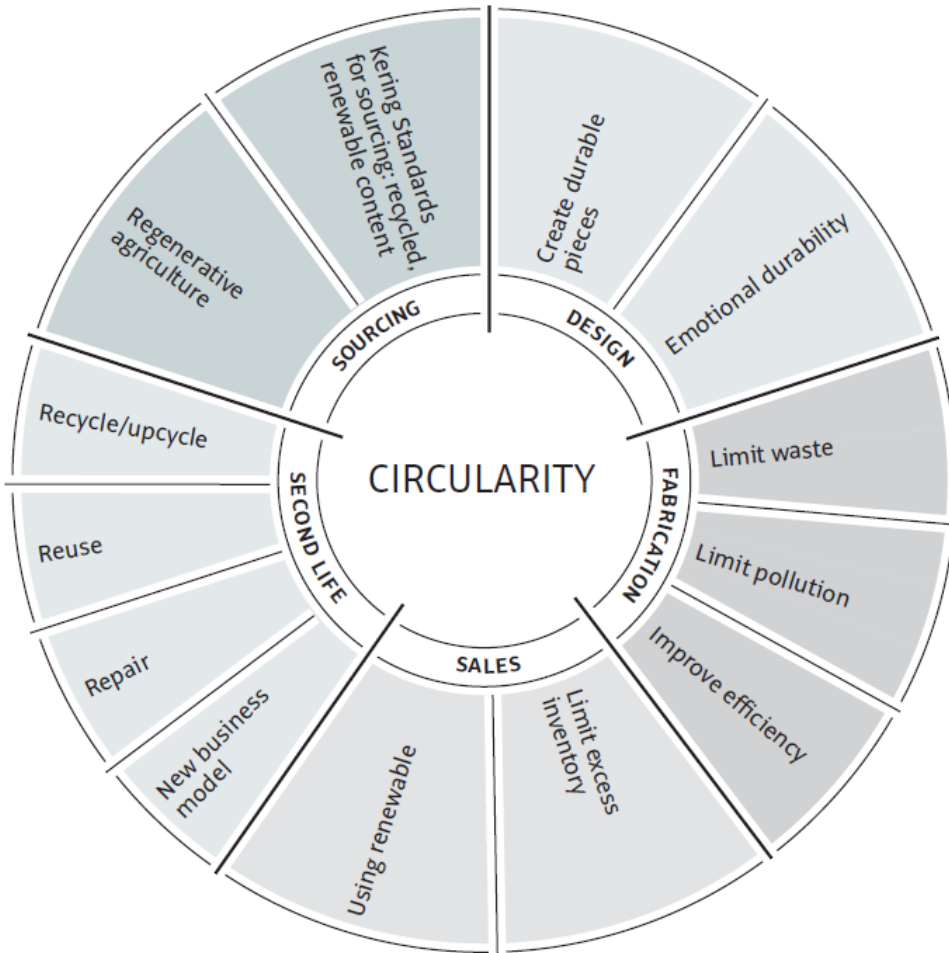 CIRCULARITY
DESIGN
Create durable
pieces
Emotional durability
FABRICATION
Limit waste
Limit pollution
Improve efficiency
SALES
Limit excess
inventory
Using renewable
SECOND LIFE
New business
model
Repair
Reuse
Recycle/upcycle
SOURCING
Regenerative
agriculture
Kering Standards
for sourcing: recycled,
renewable content